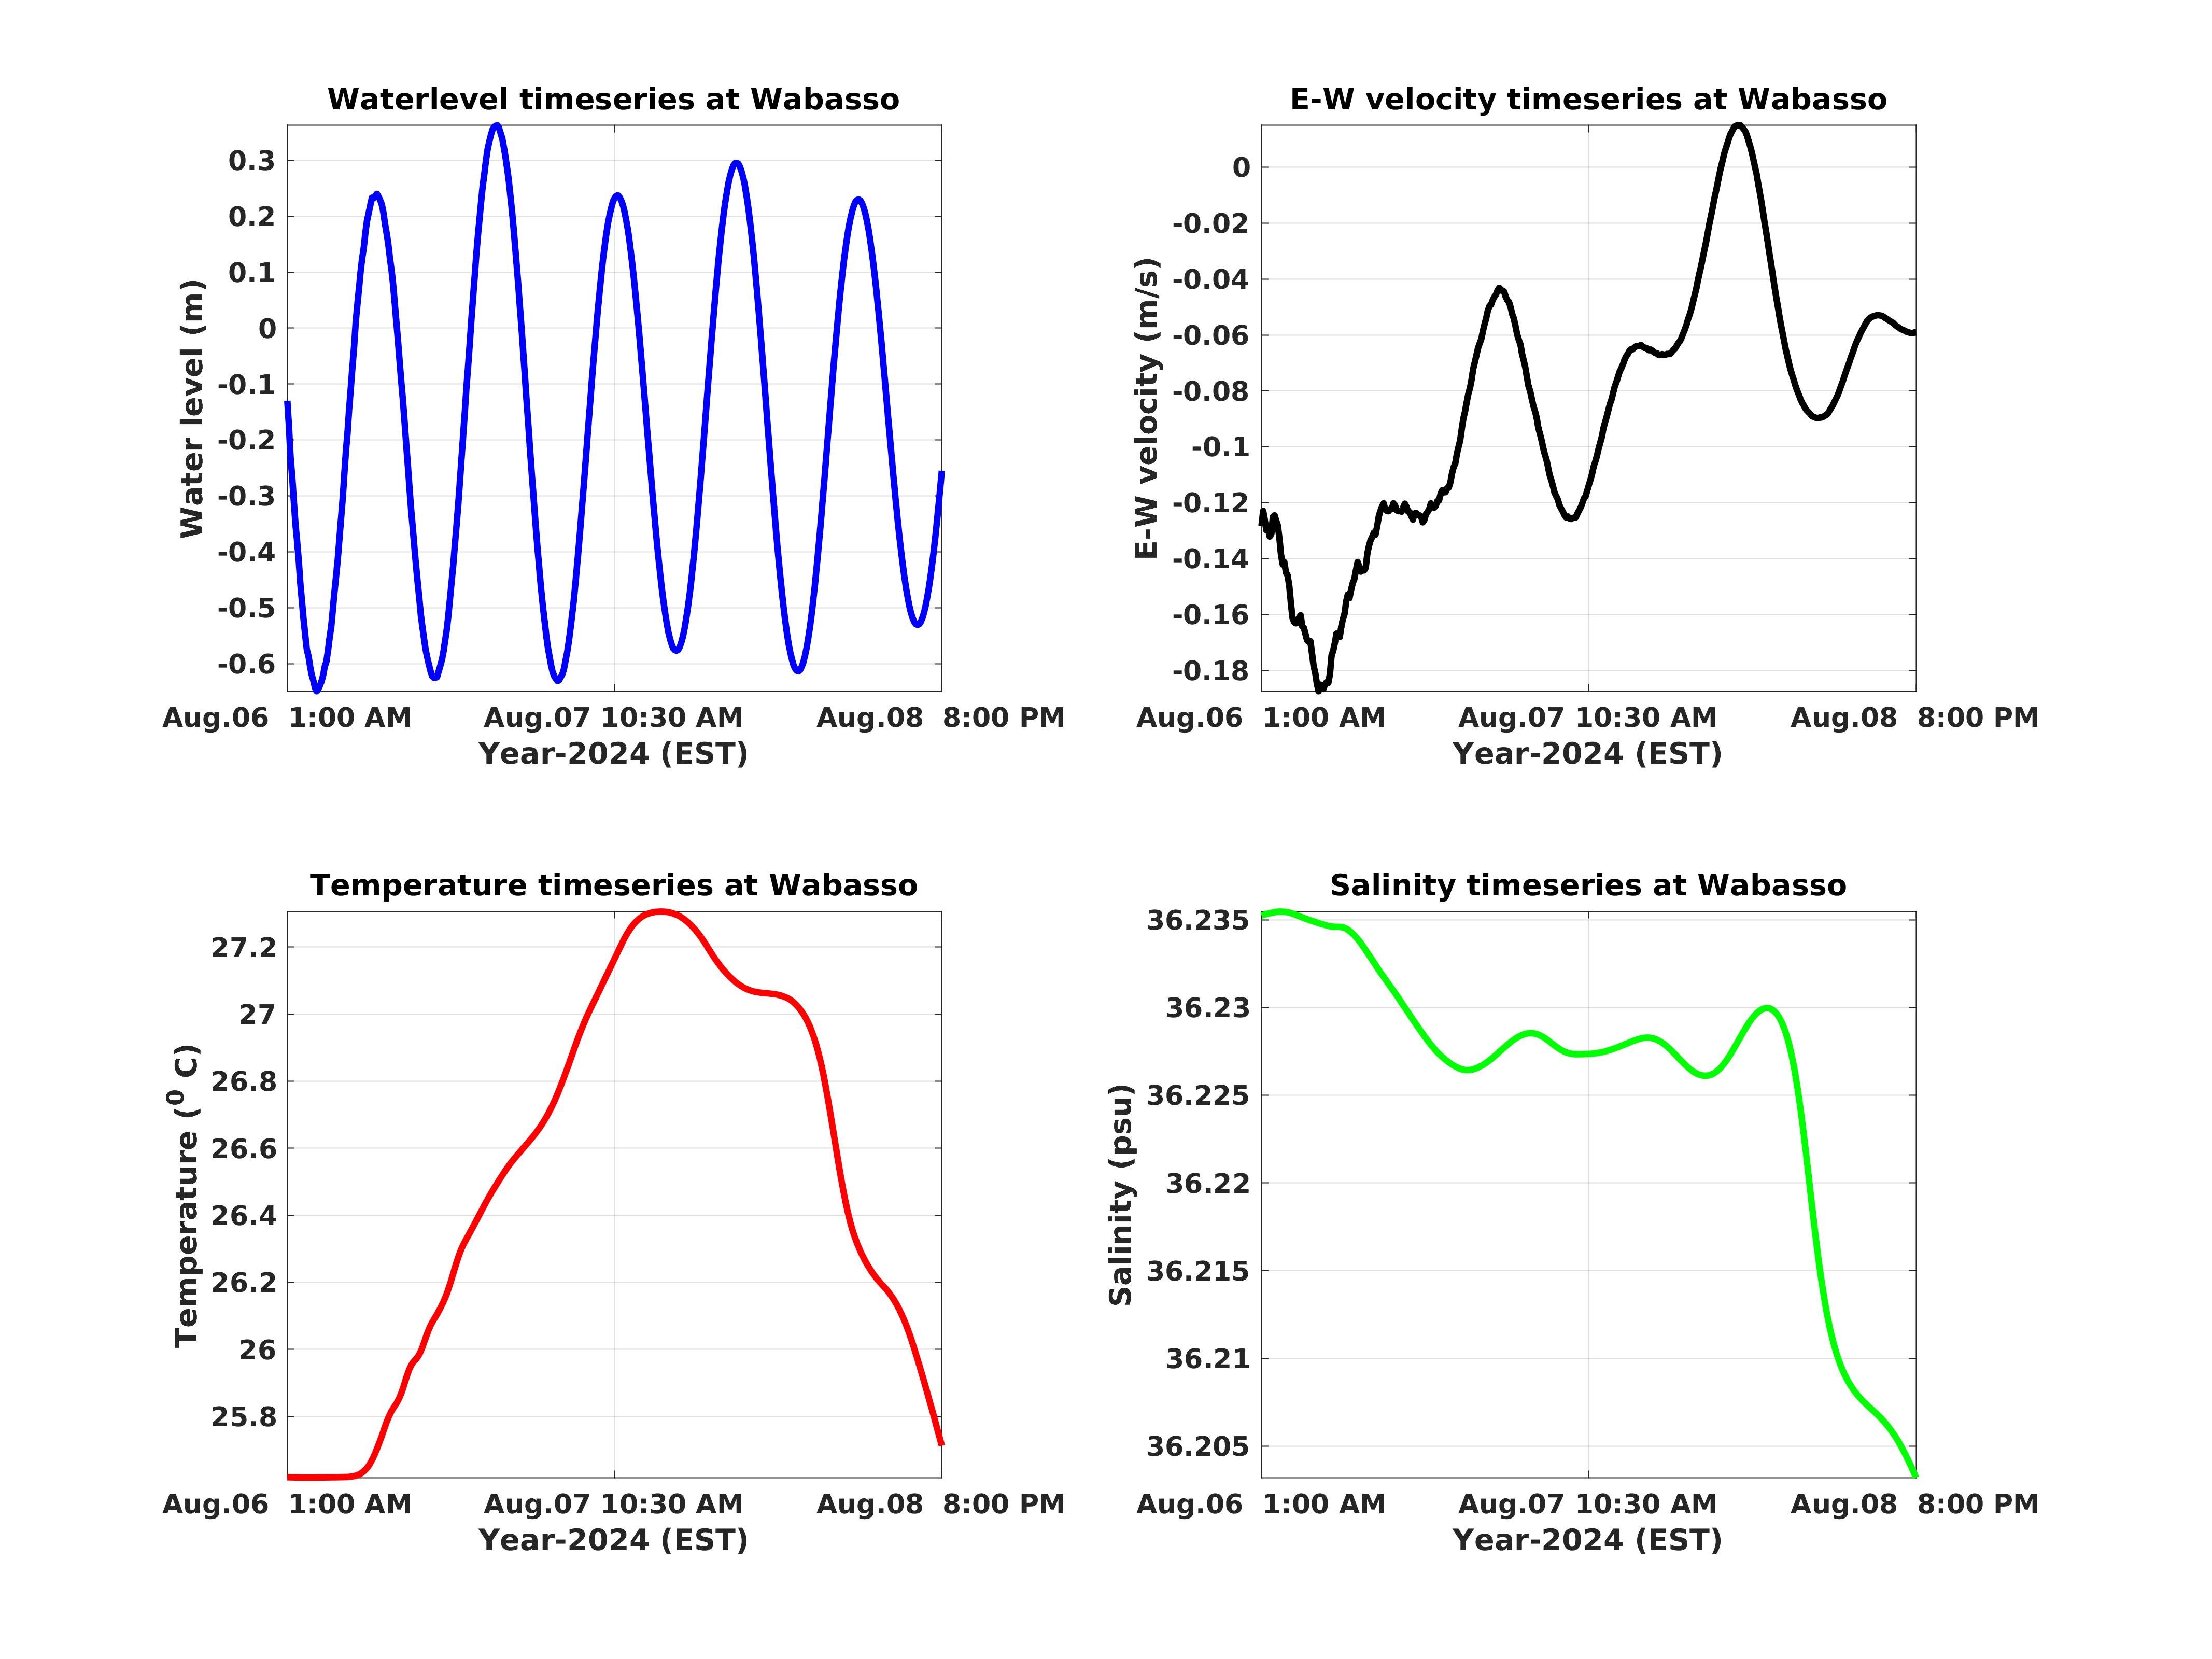 Waterlevel timeseries at Wabasso
0.3
0.2
0.1
0
-0.1
-0.2
-0.3
-0.4
-0.5
-0.6
Water level (m)
Aug.06 1:00 AM
Aug.07 10:30 AM
Aug.08 8:00 PM
Year-2024 (EST)
E-W velocity timeseries at Wabasso
0
-0.02
-0.04
-0.06
-0.08
-0.1
-0.12
-0.14
-0.16
-0.18
E-W velocity (m/s)
Aug.06 1:00 AM
Aug.07 10:30 AM
Aug.08 8:00 PM
Year-2024 (EST)
Temperature timeseries at Wabasso
27.2
27
26.8
26.6
26.4
26.2
26
25.8
Temperature (⁰ C)
Aug.06 1:00 AM
Aug.07 10:30 AM
Aug.08 8:00 PM
Year-2024 (EST)
Salinity timeseries at Wabasso
36.235
36.23
36.225
36.22
36.215
36.21
36.205
Salinity (psu)
Aug.06 1:00 AM
Aug.07 10:30 AM
Aug.08 8:00 PM
Year-2024 (EST)